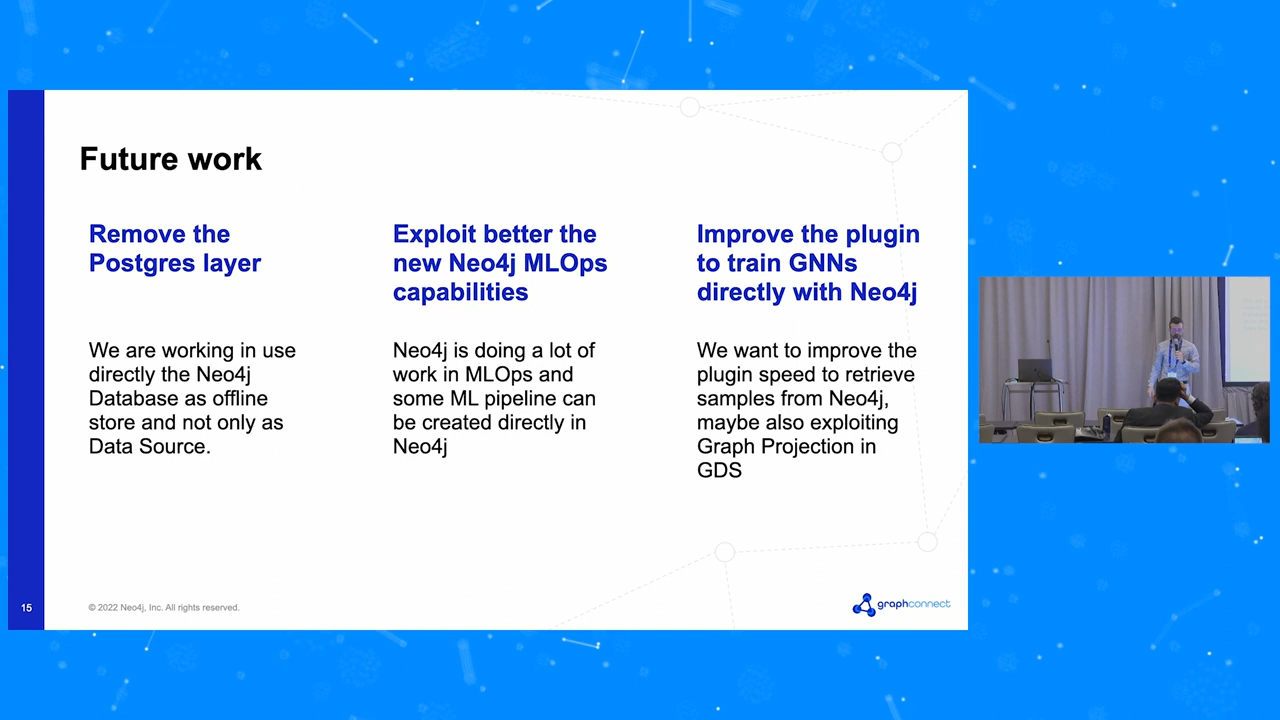 Future work
Remove the
Postgres layer
We are working in use
directly the Neo4j
Database as offline
store and not only as
Data Source.
Exploit better the
new Neo4j MLOps
capabilities
Neo4j is doing a lot of
work in MLOps and
some ML pipeline can
be created directly in
Neo4j
Improve the plugin
to train GNNs
directly with Neo4j
We want to improve the
plugin speed to retrieve
samples from Neo4j,
maybe also exploiting
Graph Projection in
GDS
15
© 2022 Neo4j, Inc. All rights reserved.
graphconnect